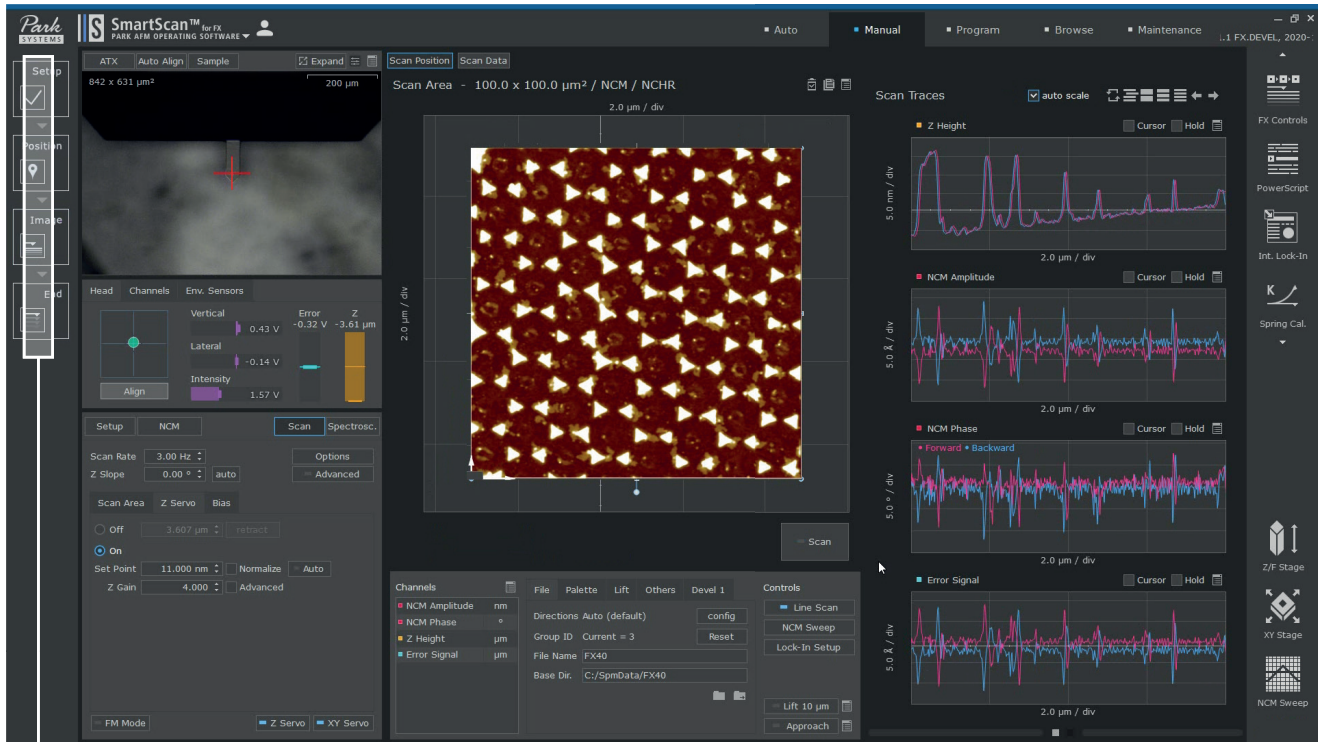 Park
SYSTEMS
SmartScan™ for FX
PARK AFM OPERATING SOFTWARE
Auto
Manual
Program
Browse
Maintenance
.1 FX.DEVEL, 2020-
Setup
Position
Image
End
ATX
Auto Align
Sample
Expand
842 x 631 µm²
200 µm
Head
Channels
Env. Sensors
Vertical
0.43 V
Lateral
-0.14 V
Intensity
1.57 V
Error
-0.32 V
Z
-3.61 µm
Align
Setup
NCM
Scan
Spectrosc.
Scan Rate
3.00 Hz
Options
Z Slope
0.00 °
auto
Advanced
Scan Area
Z Servo
Bias
Off
3.607 µm
retract
On
Set Point
11.000 nm
Normalize
Auto
Z Gain
4.000
Advanced
FM Mode
Z Servo
XY Servo
Scan Position
Scan Data
Scan Area - 100.0 x 100.0 µm² / NCM / NCHR
2.0 µm / div
2.0 µm / div
Scan
Channels
NCM Amplitude nm
NCM Phase °
Z Height µm
Error Signal µm
File
Palette
Lift
Others
Devel 1
Directions Auto (default)
config
Group ID Current = 3
Reset
File Name FX40
Base Dir. C:/SpmData/FX40
Controls
Line Scan
NCM Sweep
Lock-In Setup
Lift 10 µm
Approach
Scan Traces
auto scale
Z Height
Cursor
Hold
5.0 nm / div
2.0 µm / div
NCM Amplitude
Cursor
Hold
5.0 Å / div
2.0 µm / div
NCM Phase
Cursor
Hold
Forward
Backward
5.0 ° / div
2.0 µm / div
Error Signal
Cursor
Hold
5.0 Å / div
2.0 µm / div
FX Controls
PowerScript
Int. Lock-In
K
Spring Cal.
Z/F Stage
XY Stage
NCM Sweep